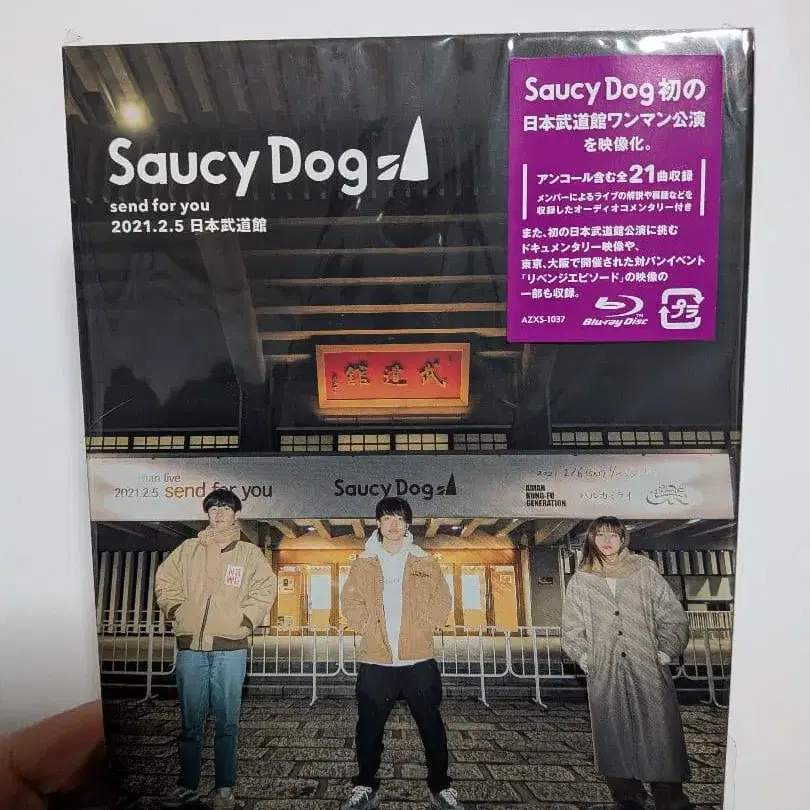 Saucy Dog
send for you
2021.2.5 日本武道館
Saucy Dog 初の
日本武道館ワンマン公演
を映像化。
アンコール含む全21曲収録
メンバーによるライブの解説や裏話などを
収録したオーディオコメンタリー付き
また、初の日本武道館公演に挑む
ドキュメンタリー映像や、
東京、大阪で開催された対バンイベント
「リベンジエピソード」の映像の
一部も収録。
AZXS-1037
Blu-ray Disc
TM
プラ
館道武
man live
2021.2.5 send for you
Saucy Dog
ASIAN
KUNG-FU
GENERATION
ハルカミライ